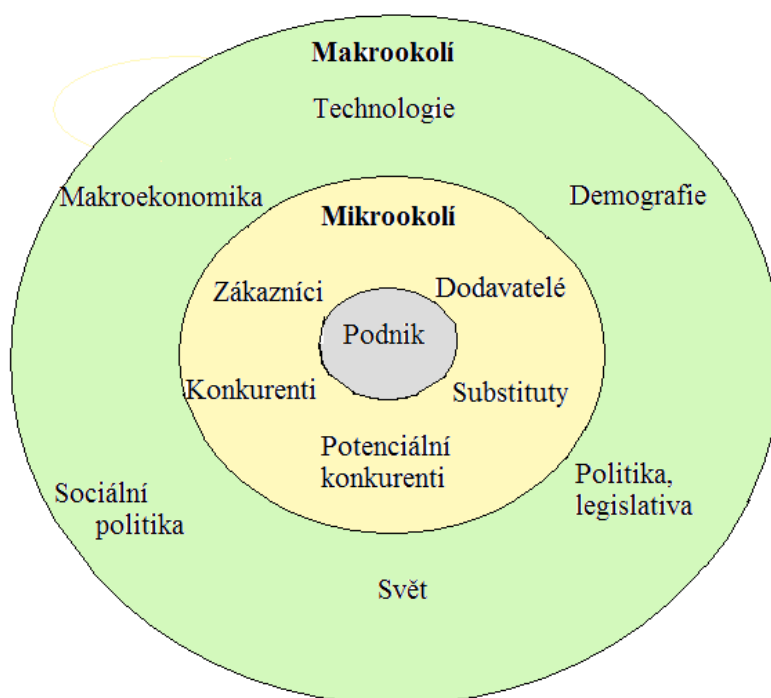 Makrookolí
Technologie
Makroekonomika
Demografie
Mikrookolí
Zákazníci
Dodavatelé
Podnik
Konkurenti
Substituty
Potenciální
konkurenti
Sociální
politika
Politika,
legislativa
Svět